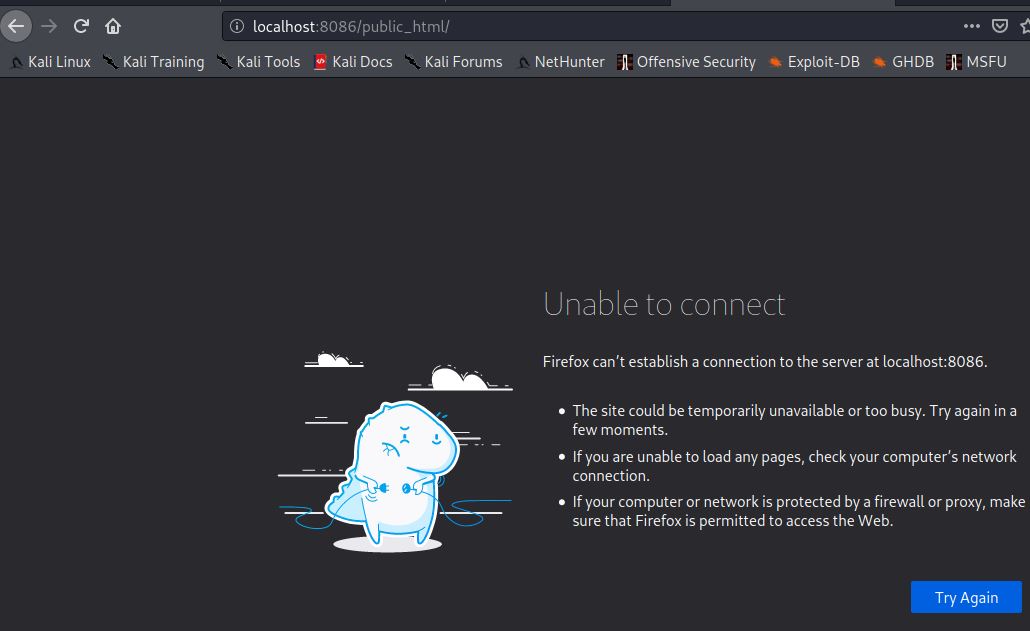 localhost:8086/public_html/
Kali Linux Kali Training Kali Tools Kali Docs Kali Forums NetHunter Offensive Security Exploit-DB GHDB MSFU
Unable to connect
Firefox can’t establish a connection to the server at localhost:8086.
The site could be temporarily unavailable or too busy. Try again in a
few moments.
If you are unable to load any pages, check your computer’s network
connection.
If your computer or network is protected by a firewall or proxy, make
sure that Firefox is permitted to access the Web.
Try Again